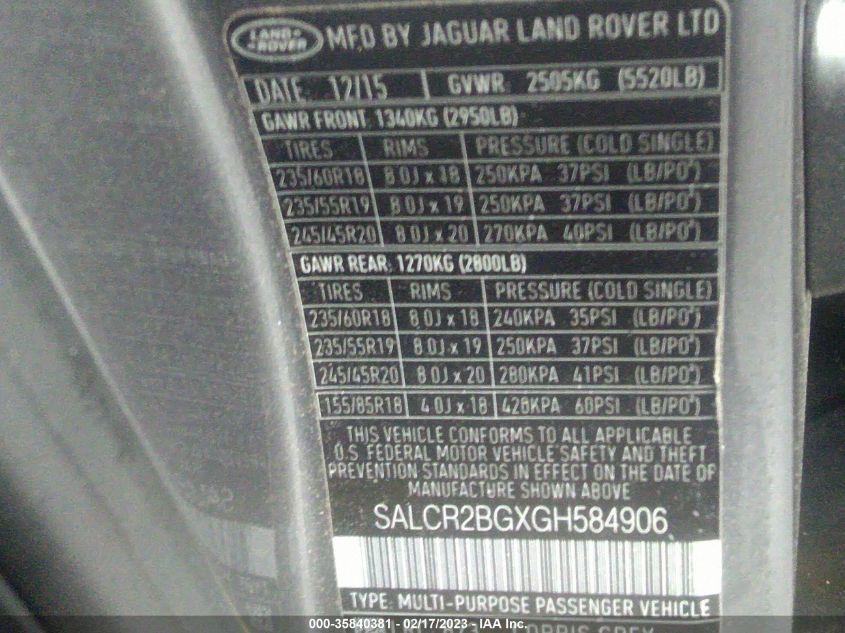 LAND ROVER MFD BY JAGUAR LAND ROVER LTD
DATE: 12/15 GVWR 2505KG (5520LB)
GAWR FRONT 1340KG (2950LB)
TIRES RIMS PRESSURE (COLD SINGLE)
235/60R18 8.0J x 18 250KPA 37PSI (LB/PO²)
235/55R19 8.0J x 19 250KPA 37PSI (LB/PO²)
245/45R20 8.0J x 20 270KPA 40PSI (LB/PO²)
GAWR REAR: 1270KG (2800LB)
TIRES RIMS PRESSURE (COLD SINGLE)
235/60R18 8.0J x 18 240KPA 35PSI (LB/PO²)
235/55R19 8.0J x 19 250KPA 37PSI (LB/PO²)
245/45R20 8.0J x 20 280KPA 41PSI (LB/PO²)
155/85R18 4.0J x 18 420KPA 60PSI (LB/PO²)
THIS VEHICLE CONFORMS TO ALL APPLICABLE
U.S. FEDERAL MOTOR VEHICLE SAFETY AND THEFT
PREVENTION STANDARDS IN EFFECT ON THE DATE OF
MANUFACTURE SHOWN ABOVE
SALCR2BGXGH584906
TYPE: MULTI-PURPOSE PASSENGER VEHICLE
000-35840381 - 02/17/2023 - www.iaai.com